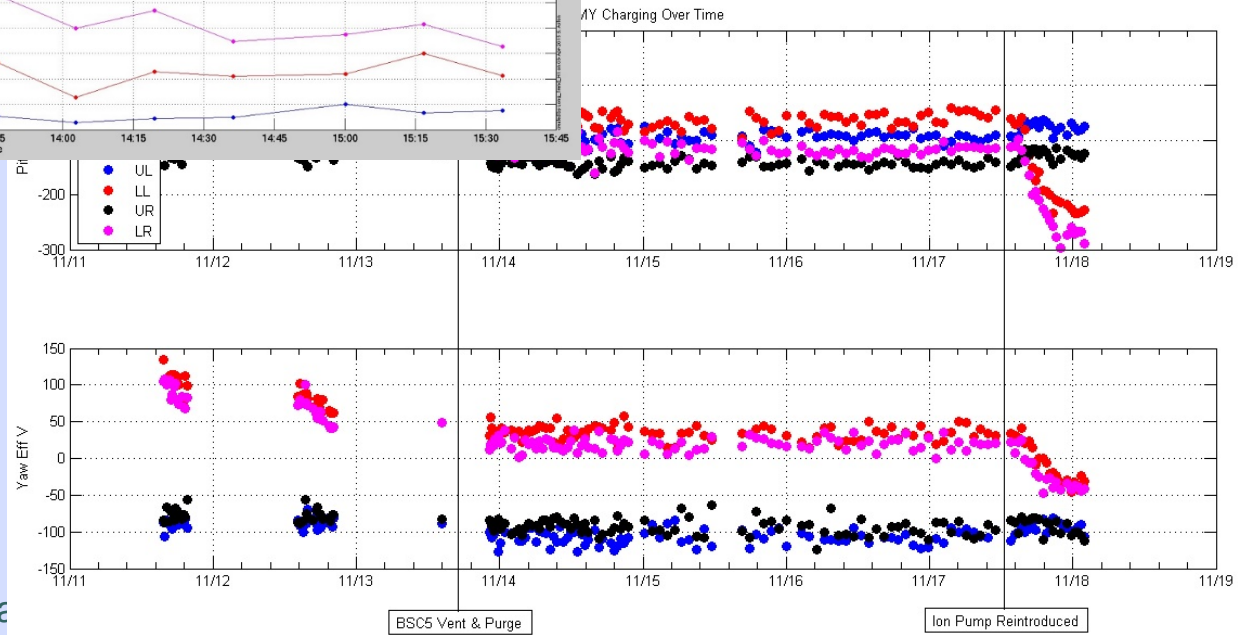 MY Charging Over Time
14:00 14:15 14:30 14:45 15:00 15:15 15:30 15:45
UL
LL
UR
LR
-200
-300
11/11 11/12 11/13 11/14 11/15 11/16 11/17 11/18 11/19
150
100
50
0
-50
-100
-150
Yaw Eff V
11/11 11/12 11/13 11/14 11/15 11/16 11/17 11/18 11/19
BSC5 Vent & Purge
Ion Pump Reintroduced